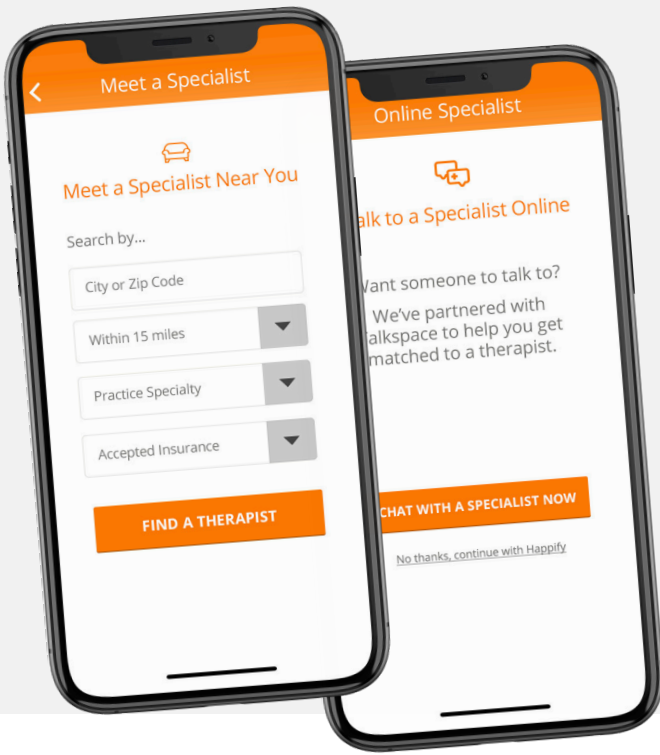 Meet a Specialist
Meet a Specialist Near You
Search by...
City or Zip Code
Within 15 miles
Practice Specialty
Accepted Insurance
FIND A THERAPIST
Online Specialist
alk to a Specialist Online
ant someone to talk to?
We've partnered with
alkspace to help you get
matched to a therapist.
CHAT WITH A SPECIALIST NOW
No thanks, continue with Happify